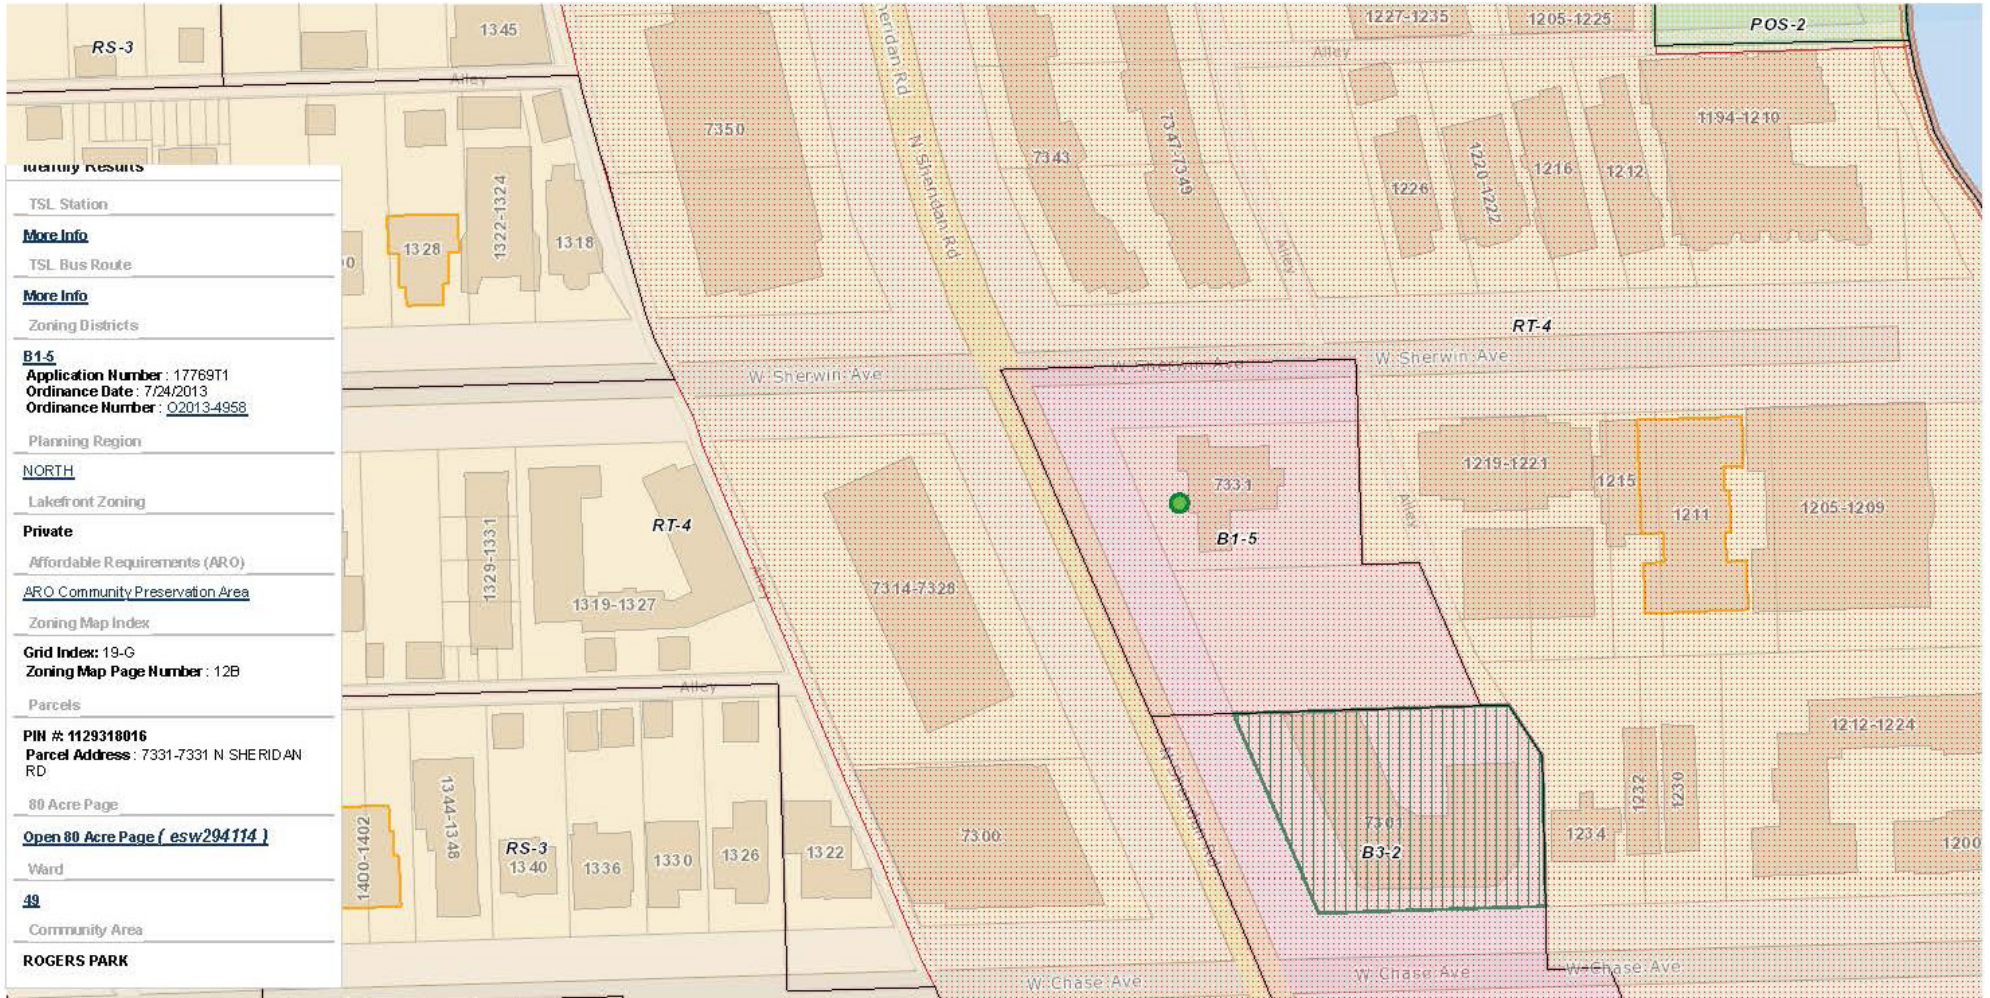 Identify Results
TSL Station
More Info
TSL Bus Route
More Info
Zoning Districts
B1-5
Application Number : 17769T1
Ordinance Date : 7/24/2013
Ordinance Number : O2013-4958
Planning Region
NORTH
Lakefront Zoning
Private
Affordable Requirements (ARO)
ARO Community Preservation Area
Zoning Map Index
Grid Index: 19-G
Zoning Map Page Number : 12B
Parcels
PIN #: 1129318016
Parcel Address : 7331-7331 N SHERIDAN
RD
80 Acre Page
Open 80 Acre Page ( esw294114 )
Ward
49
Community Area
ROGERS PARK
RS-3
1345
Alley
1328
1322-1324
1318
7350
N Sheridan Rd
7343
7347-7349
1227-1235
1205-1225
POS-2
Alley
1226
1220-1222
1216
1212
1194-1210
Alley
RT-4
W Sherwin Ave
W Sherwin Ave
W Sherwin Ave
1329-1331
RT-4
1319-1327
Alley
7314-7328
7331
B1-5
Alley
1219-1221
1215
1211
1205-1209
Alley
1400-1402
1344-1348
RS-3
1340
1336
1330
1326
1322
7300
N Sheridan Rd
7301
B3-2
1234
1232
1230
1212-1224
1200
W Chase Ave
W Chase Ave
W Chase Ave